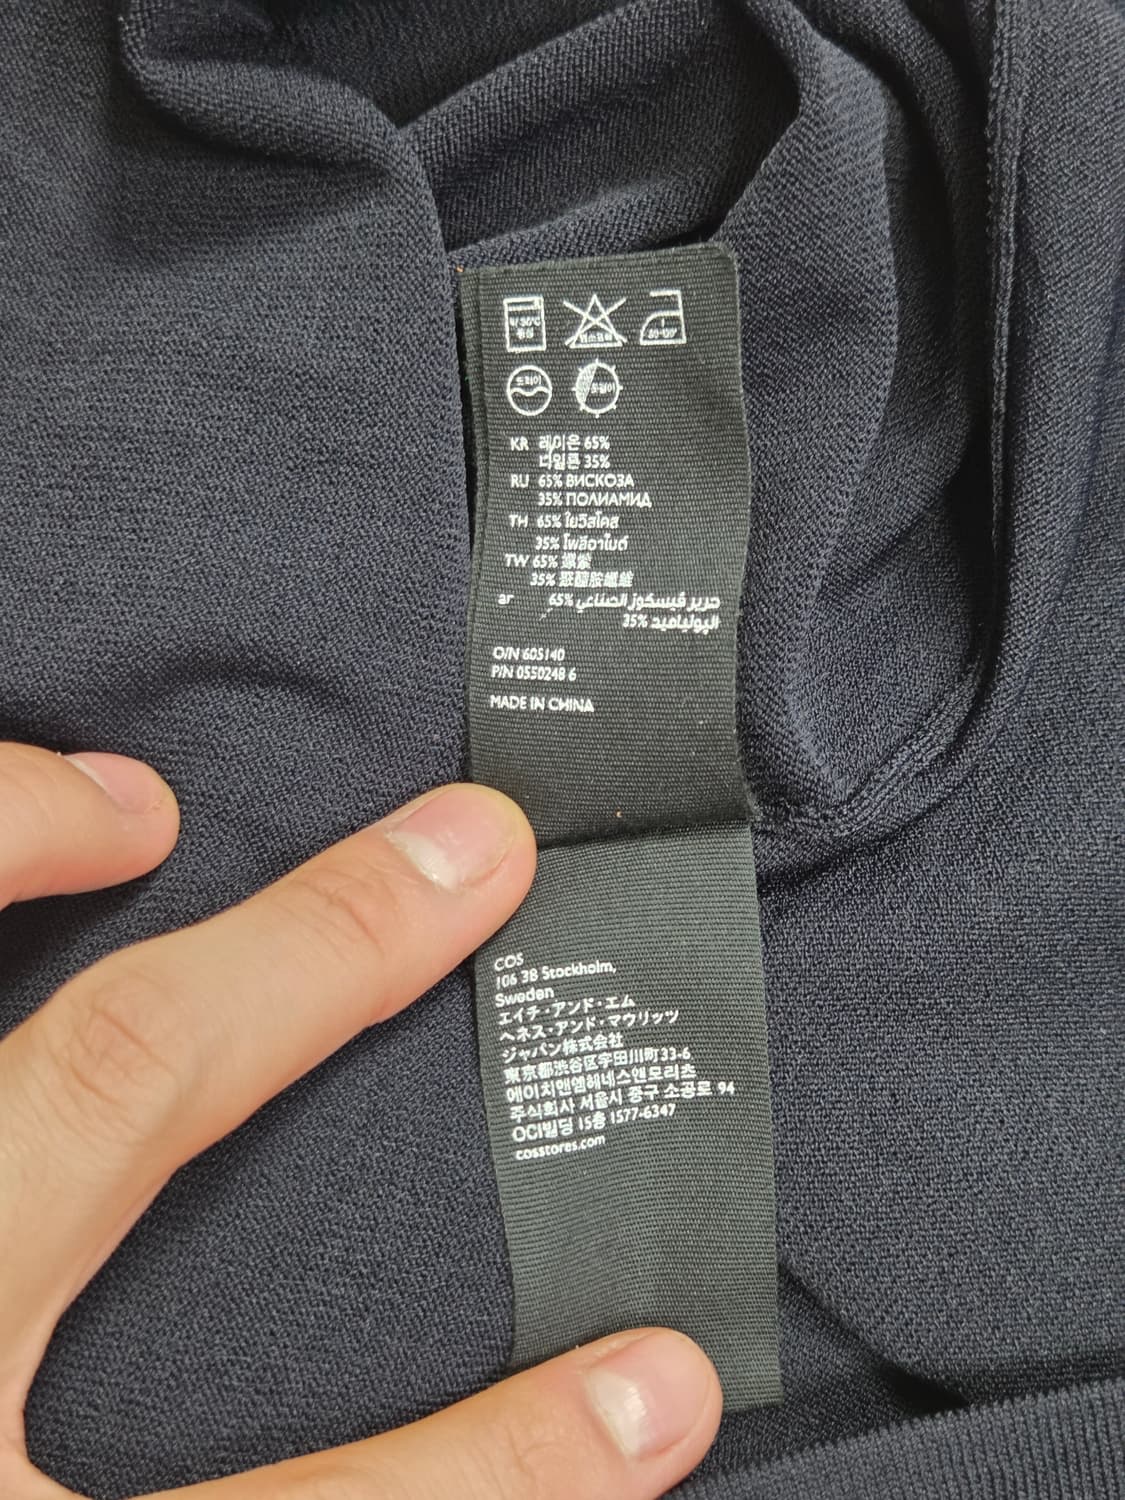 드라이
KR 레이온 65%
나일론 35%
RU 65% ВИСКОЗА
35% ПОЛИАМИД
TH 65% ใยวิสโคส
35% โพลีอาไมด์
TW 65% 嫘縈
35% 聚醯胺纖維
ar حرير ڤيسكوز الصناعي %65
البولياميد %35
O/N 605140
P/N 0550248 6
MADE IN CHINA
COS
106 38 Stockholm,
Sweden
エイチ・アンド・エム
ヘネス・アンド・マウリッツ
ジャパン株式会社
東京都渋谷区宇田川町33-6
에이치앤엠헤네스앤모리츠
주식회사 서울시 중구 소공로 94
OCI빌딩 15층 1577-6347
cosstores.com